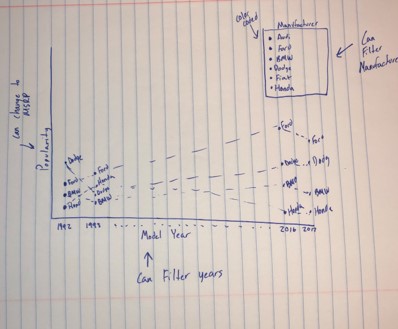 color
coded
Manufacturer
Audi
Ford
BMW
Dodge
Fiat
Honda
Can
Filter
Manufacturer
Can change to
MSRP
Popularity
Dodge
Ford
BMW
Ford
Honda
Dodge
BMW
Ford
Ford
Dodge
Dodg
BMW
BMW
Honda
Honda
1992 1993 2016 2017
Model Year
Can Filter years